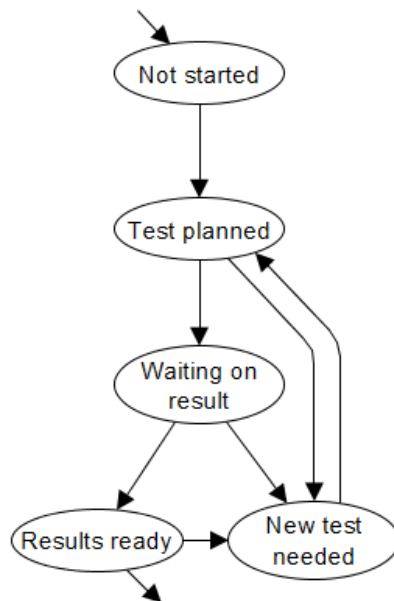 Not started
Test planned
Waiting on
result
Results ready
New test
needed